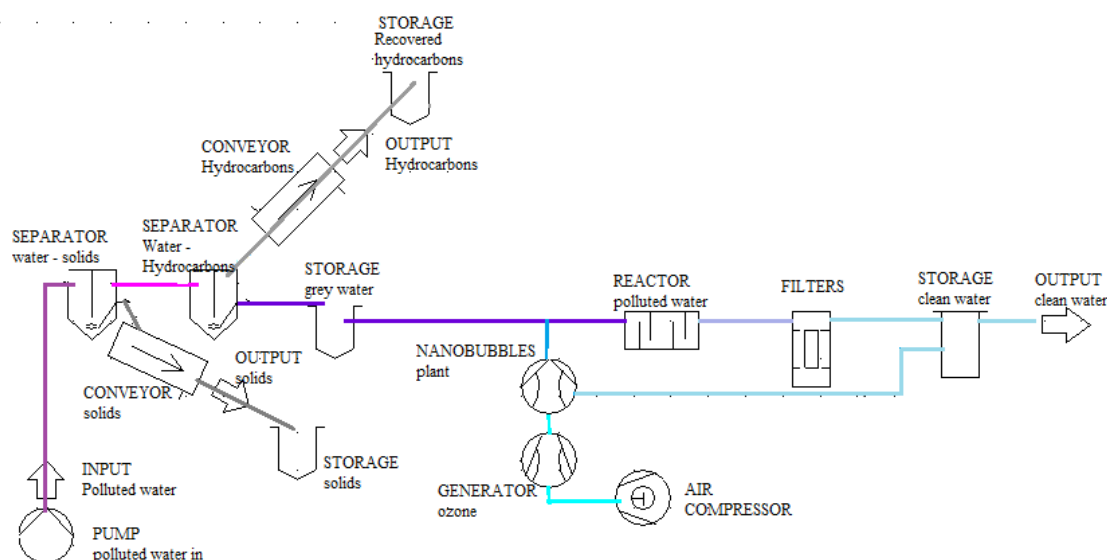 STORAGE
Recovered
hydrocarbons
CONVEYOR
Hydrocarbons
OUTPUT
Hydrocarbons
SEPARATOR
water - solids
SEPARATOR
Water -
Hydrocarbons
STORAGE
grey water
REACTOR
polluted water
FILTERS
STORAGE
clean water
OUTPUT
clean water
NANOBUBBLES
plant
OUTPUT
solids
CONVEYOR
solids
STORAGE
solids
GENERATOR
ozone
AIR
COMPRESSOR
INPUT
Polluted water
PUMP
polluted water in